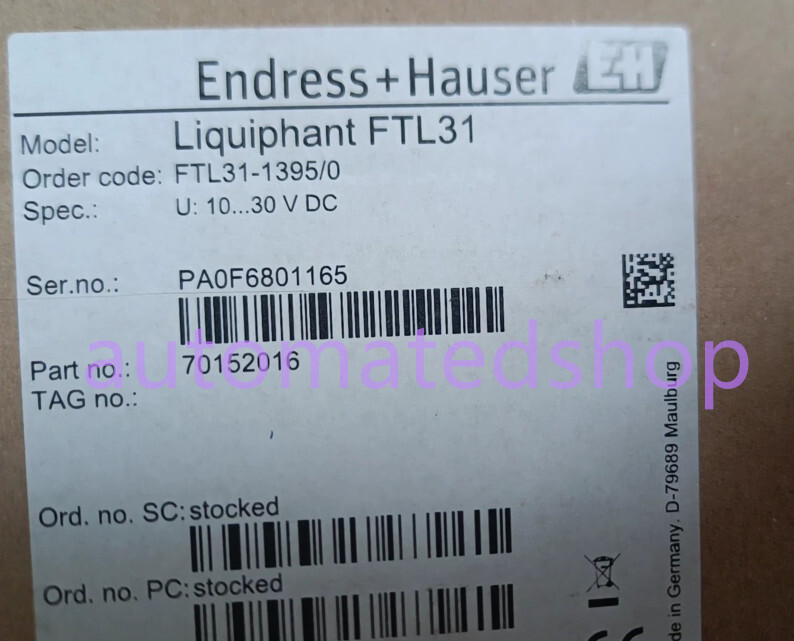 Endress+Hauser EH
Model: Liquiphant FTL31
Order code: FTL31-1395/0
Spec.: U: 10...30 V DC
Ser.no.: PA0F6801165
automatedshop
Part no.: 70152016
TAG no.:
Ord. no. SC: stocked
Ord. no. PC: stocked
de in Germany, D-79689 Maulburg